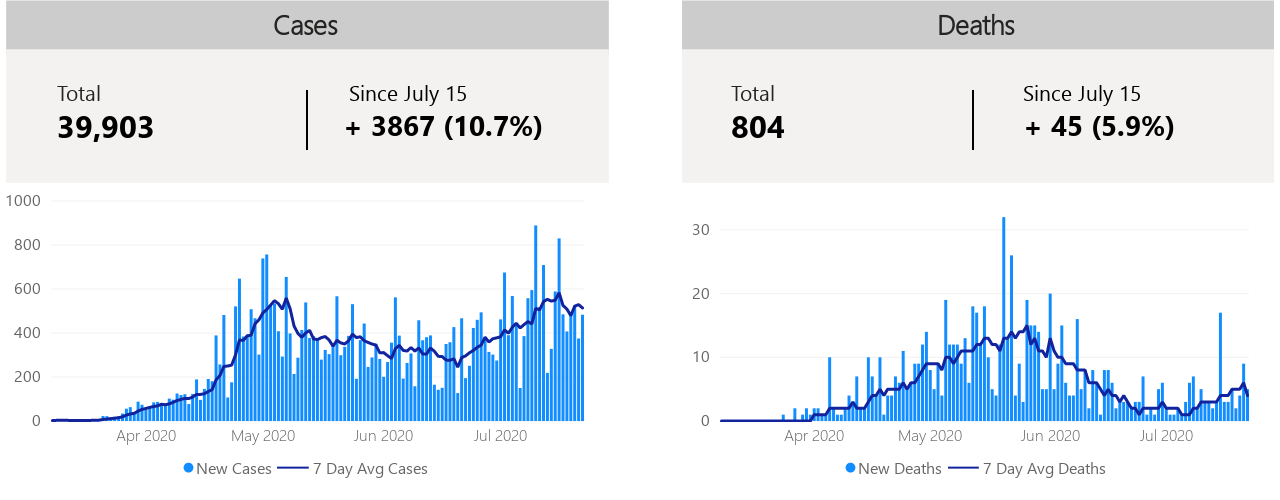 Cases
Total
39,903
Since July 15
+ 3867 (10.7%)
1000
800
600
400
200
0
Apr 2020 May 2020 Jun 2020 Jul 2020
New Cases 7 Day Avg Cases
Deaths
Total
804
Since July 15
+ 45 (5.9%)
30
20
10
0
Apr 2020 May 2020 Jun 2020 Jul 2020
New Deaths 7 Day Avg Deaths